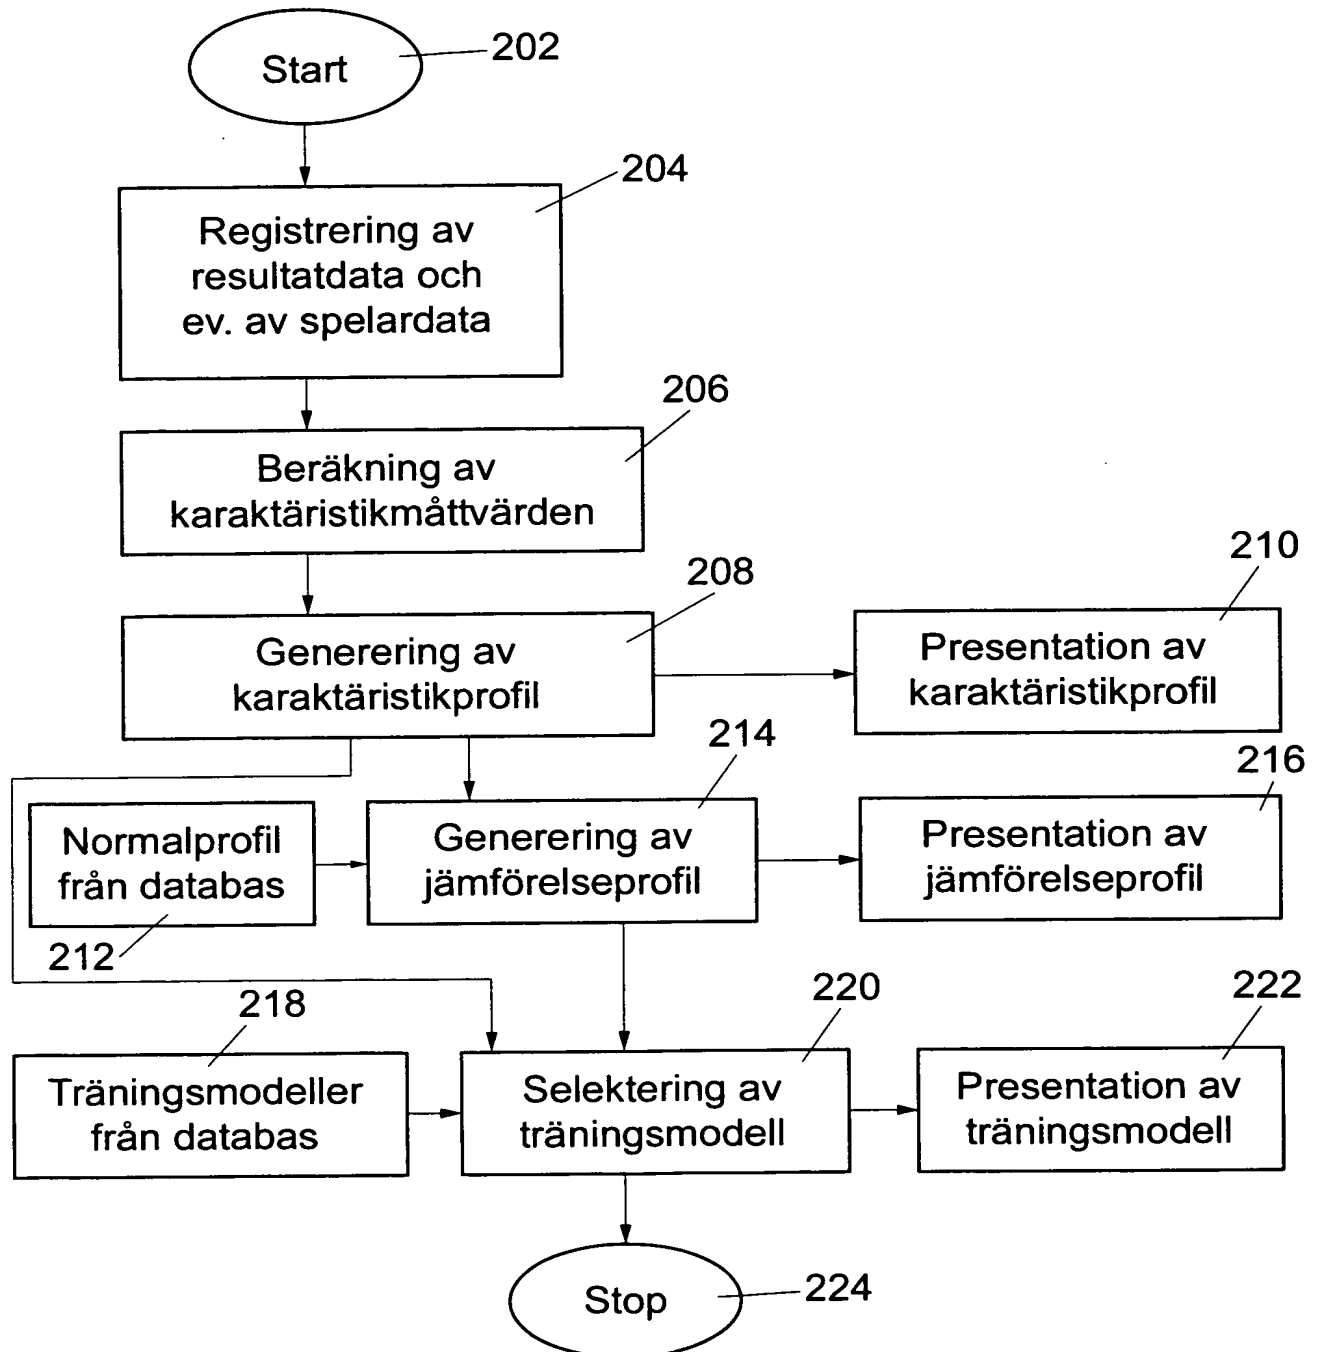 Start
202
204
Registrering av
resultatdata och
ev. av spelardata
206
Beräkning av
karaktäristikmåttvärden
208
Generering av
karaktäristikprofil
210
Presentation av
karaktäristikprofil
212
Normalprofil
från databas
214
Generering av
jämförelseprofil
216
Presentation av
jämförelseprofil
218
Träningsmodeller
från databas
220
Selektering av
träningsmodell
222
Presentation av
träningsmodell
Stop
224